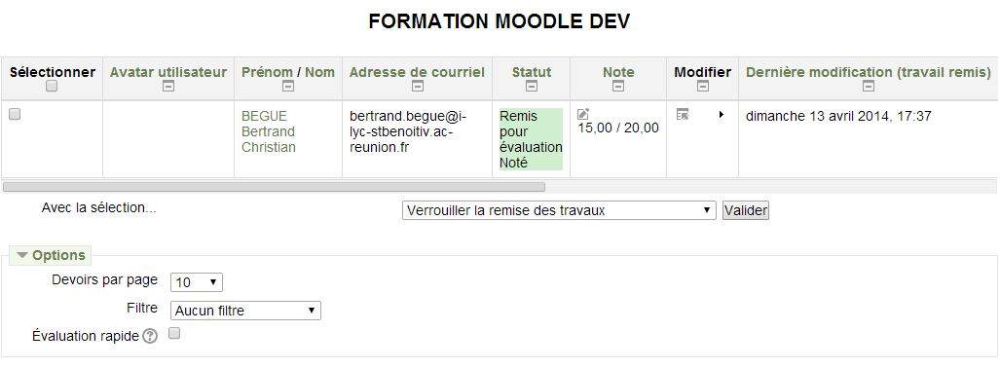 FORMATION MOODLE DEV
Sélectionner Avatar utilisateur Prénom / Nom Adresse de courriel Statut Note Modifier Dernière modification (travail remis)
BEGUE bertrand.begue@i- Remis dimanche 13 avril 2014, 17:37
Bertrand lyc-stbenoitiv.ac- pour 15,00 / 20,00
Christian reunion.fr évaluation
Noté
Avec la sélection... Verrouiller la remise des travaux Valider
Options
Devoirs par page 10
Filtre Aucun filtre
Évaluation rapide ?